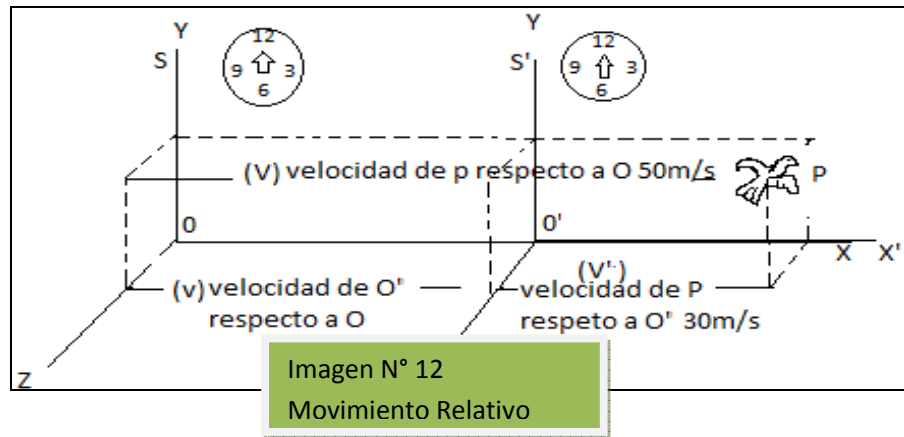 Y
Y
S
12
9 3
6
S'
12
9 3
6
(V) velocidad de p respecto a O 50m/s
P
0
0'
X X'
(V'')
(v) velocidad de O'
respecto a O
velocidad de P
respeto a O' 30m/s
Z
Imagen N° 12
Movimiento Relativo